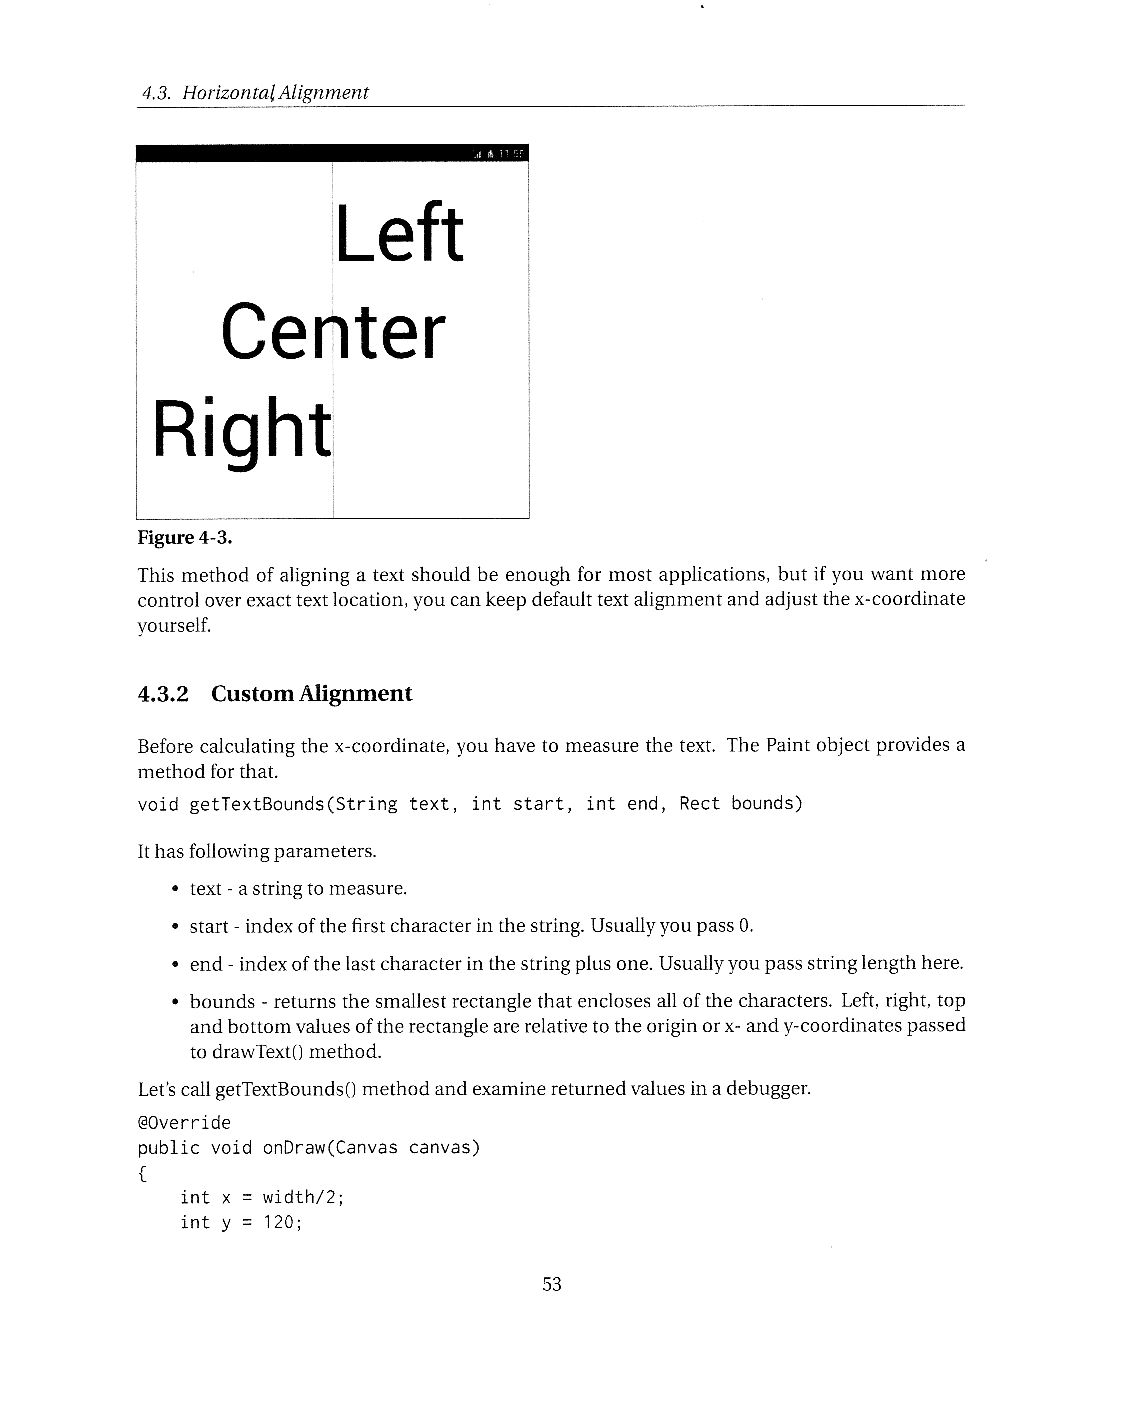 4.3. Horizontal Alignment
Left
Center
Right
Figure 4-3.
This method of aligning a text should be enough for most applications, but if you want more
control over exact text location, you can keep default text alignment and adjust the x-coordinate
yourself.
4.3.2 Custom Alignment
Before calculating the x-coordinate, you have to measure the text. The Paint object provides a
method for that.
void getTextBounds(String text, int start, int end, Rect bounds)
It has following parameters.
• text - a string to measure.
• start - index of the first character in the string. Usually you pass 0.
• end - index of the last character in the string plus one. Usually you pass string length here.
• bounds - returns the smallest rectangle that encloses all of the characters. Left, right, top
and bottom values of the rectangle are relative to the origin or x- and y-coordinates passed
to drawText() method.
Let's call getTextBounds() method and examine returned values in a debugger.
@Override
public void onDraw(Canvas canvas)
{
int x = width/2;
int y = 120;
53